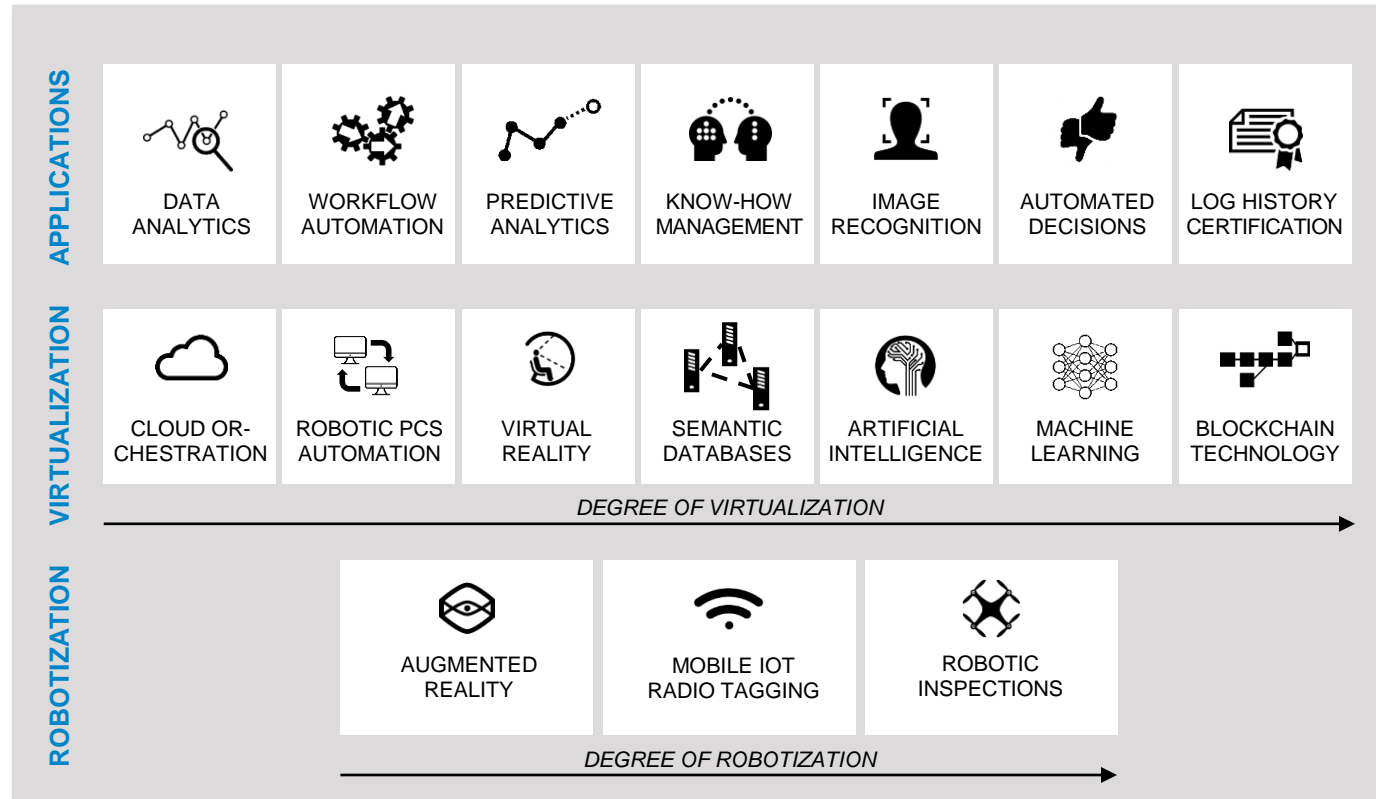 APPLICATIONS
DATA
ANALYTICS
WORKFLOW
AUTOMATION
PREDICTIVE
ANALYTICS
KNOW-HOW
MANAGEMENT
IMAGE
RECOGNITION
AUTOMATED
DECISIONS
LOG HISTORY
CERTIFICATION
VIRTUALIZATION
CLOUD OR-
CHESTRATION
ROBOTIC PCS
AUTOMATION
VIRTUAL
REALITY
SEMANTIC
DATABASES
ARTIFICIAL
INTELLIGENCE
MACHINE
LEARNING
BLOCKCHAIN
TECHNOLOGY
DEGREE OF VIRTUALIZATION
ROBOTIZATION
AUGMENTED
REALITY
MOBILE IOT
RADIO TAGGING
ROBOTIC
INSPECTIONS
DEGREE OF ROBOTIZATION